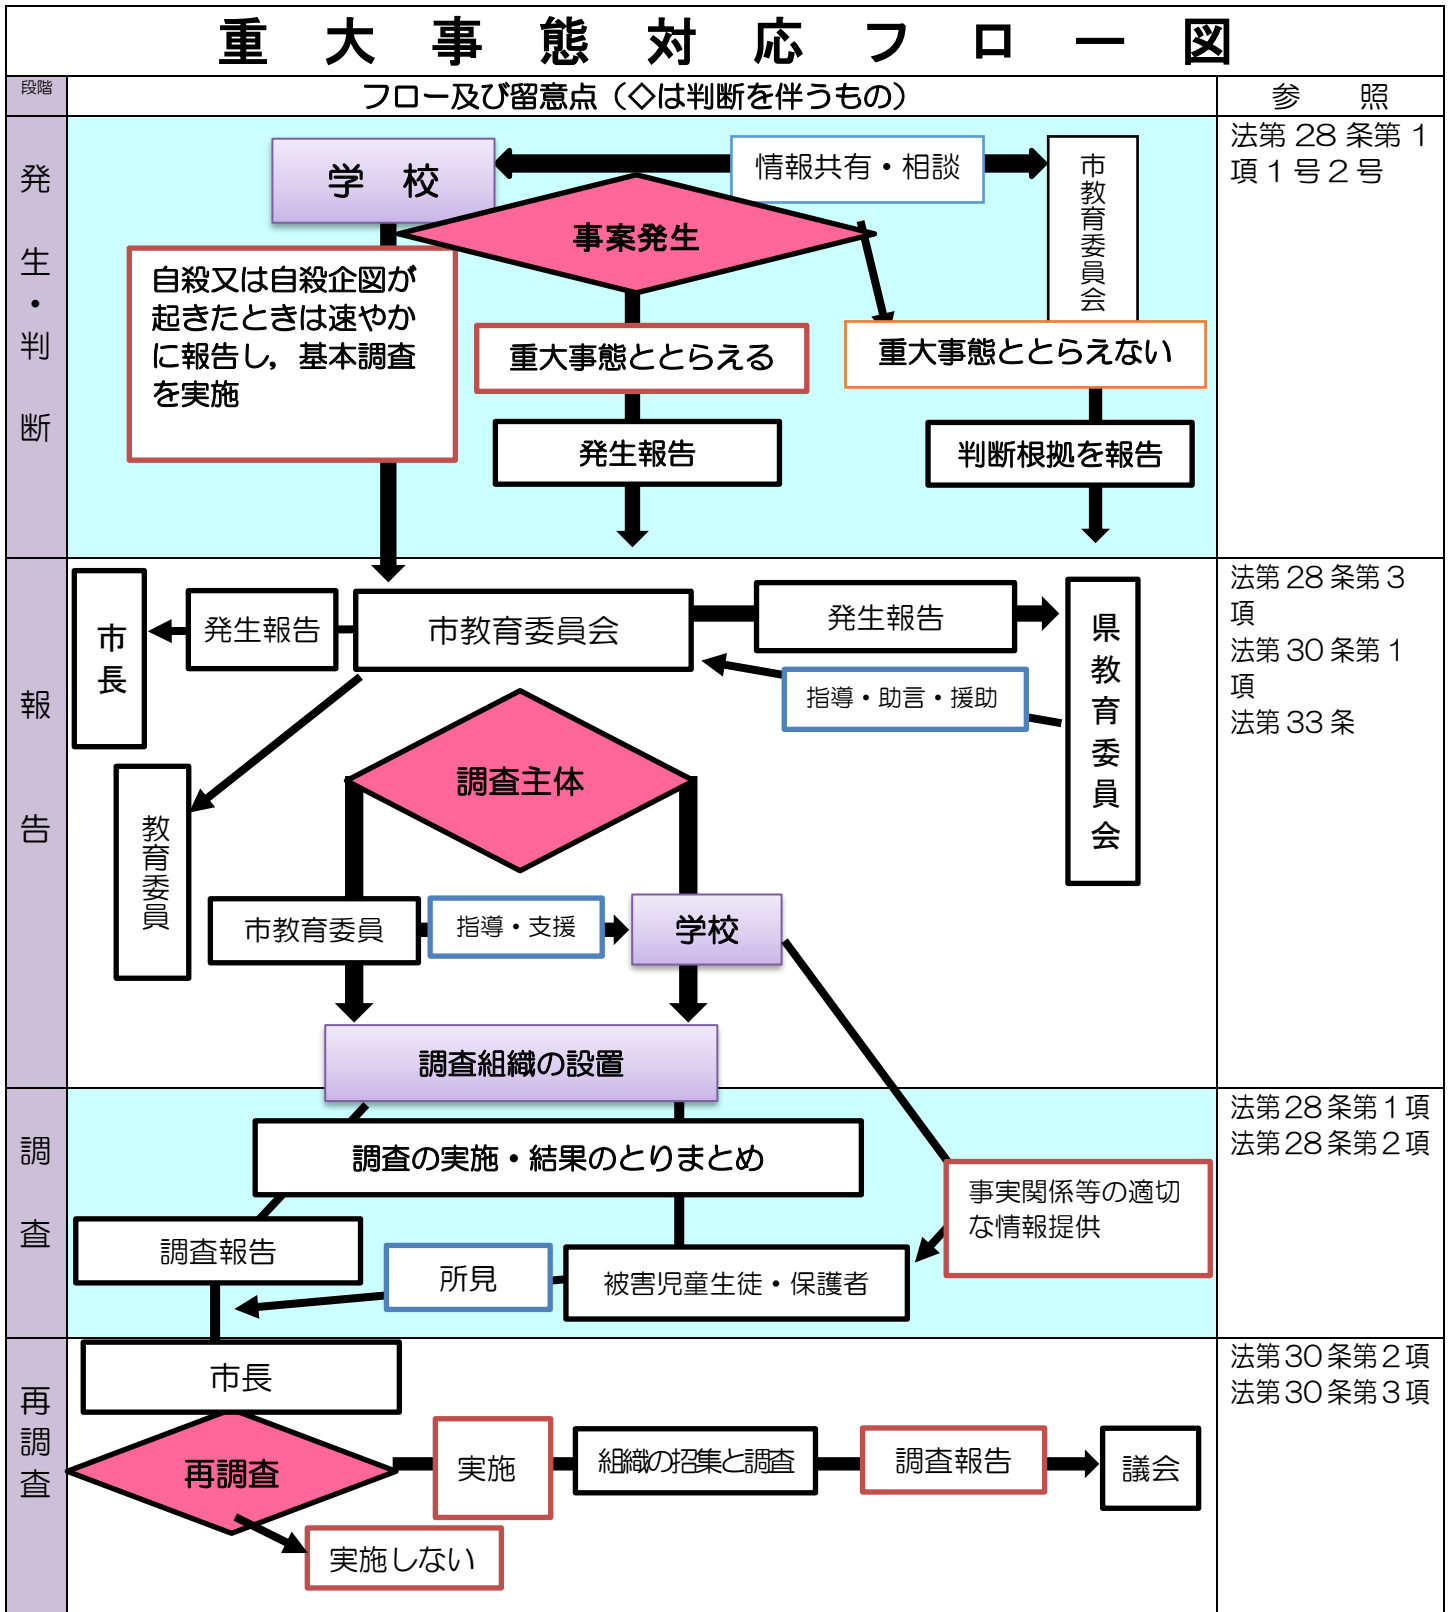 重大事態対応フロー図
段階
フロー及び留意点（◇は判断を伴うもの）
参　照
発生・判断
学　校
情報共有・相談
市教育委員会
事案発生
自殺又は自殺企図が
起きたときは速やか
に報告し，基本調査
を実施
重大事態ととらえる
重大事態ととらえない
発生報告
判断根拠を報告
法第 28 条第 1
項 1 号 2 号
報告
市長
発生報告
市教育委員会
発生報告
県教育委員会
指導・助言・援助
調査主体
教育委員
市教育委員
指導・支援
学校
調査組織の設置
法第 28 条第 3
項
法第 30 条第 1
項
法第 33 条
調査
調査の実施・結果のとりまとめ
事実関係等の適切
な情報提供
調査報告
所見
被害児童生徒・保護者
法第28条第1項
法第28条第2項
再調査
市長
再調査
実施
組織の招集と調査
調査報告
議会
実施しない
法第30条第2項
法第30条第3項